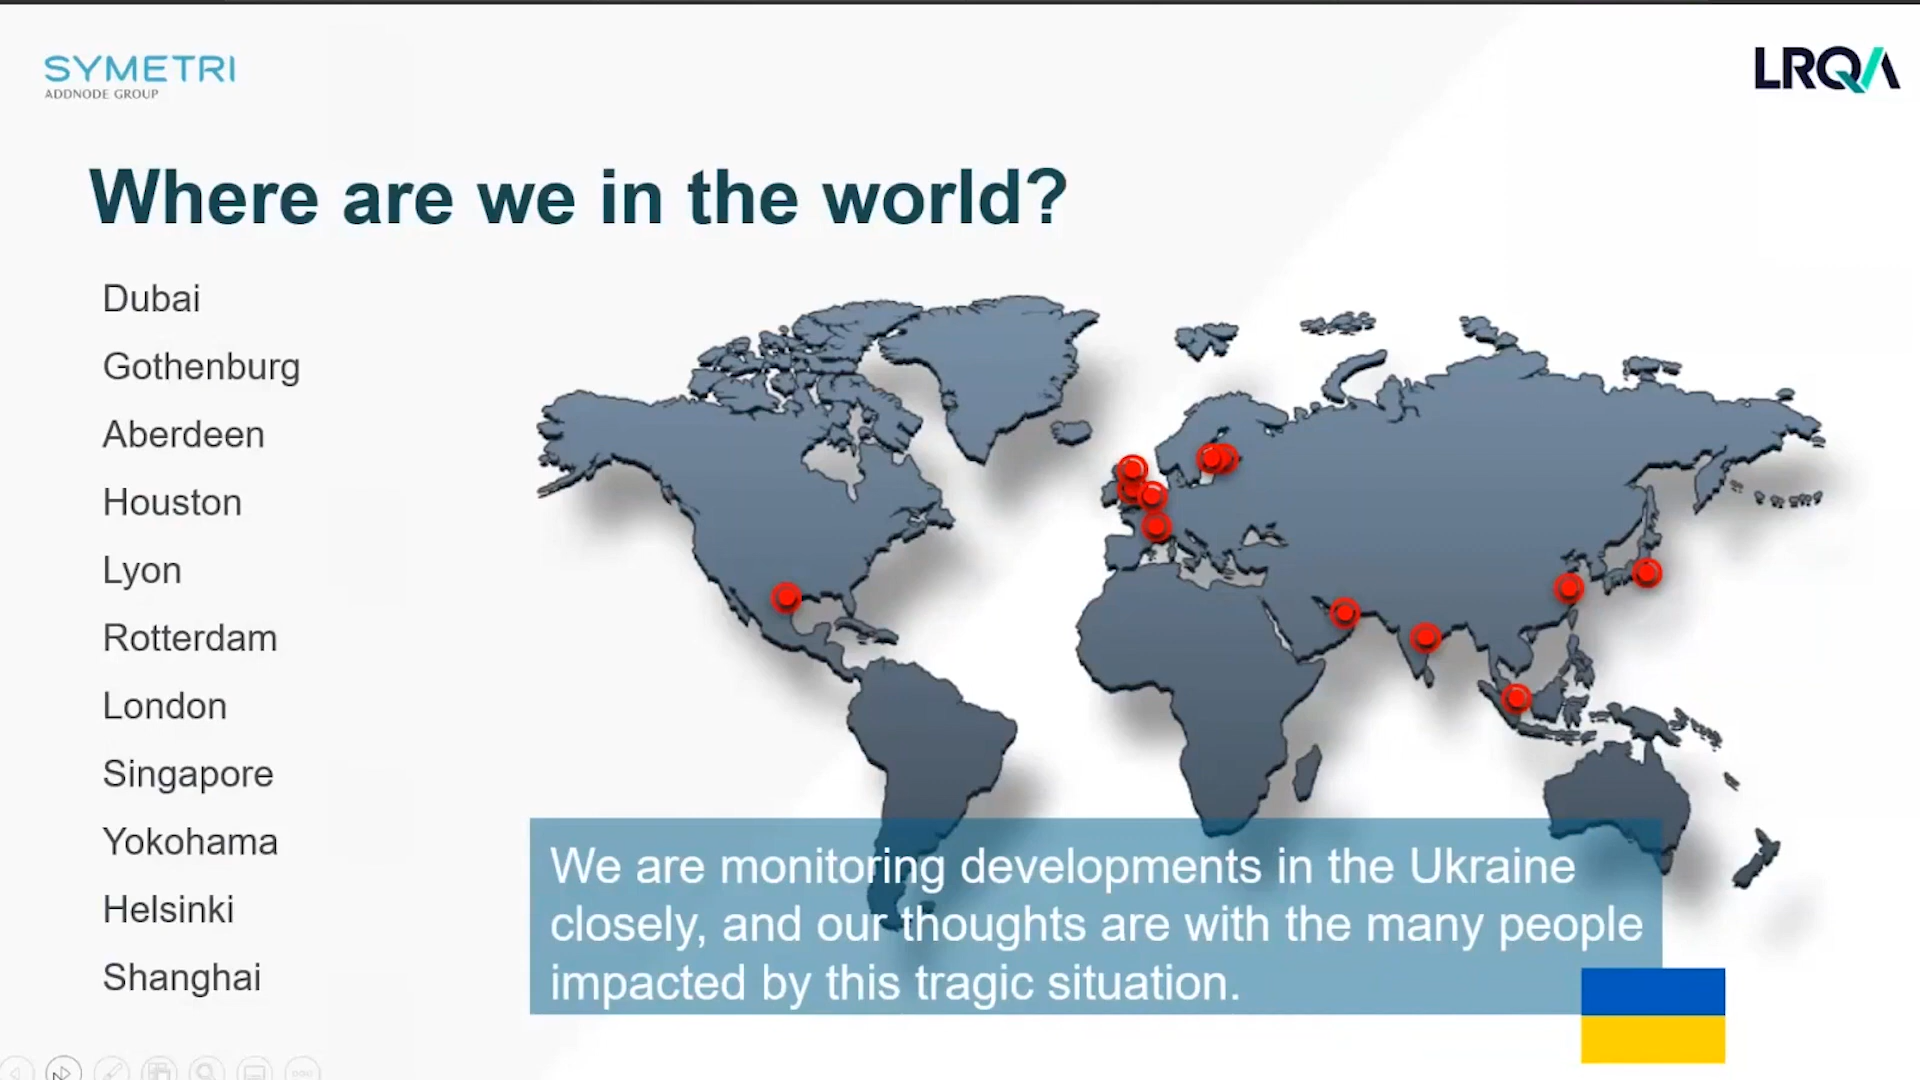 SYMETRI
ADDNODE GROUP
LRQA
Where are we in the world?
Dubai
Gothenburg
Aberdeen
Houston
Lyon
Rotterdam
London
Singapore
Yokohama
Helsinki
Shanghai
We are monitoring developments in the Ukraine
closely, and our thoughts are with the many people
impacted by this tragic situation.